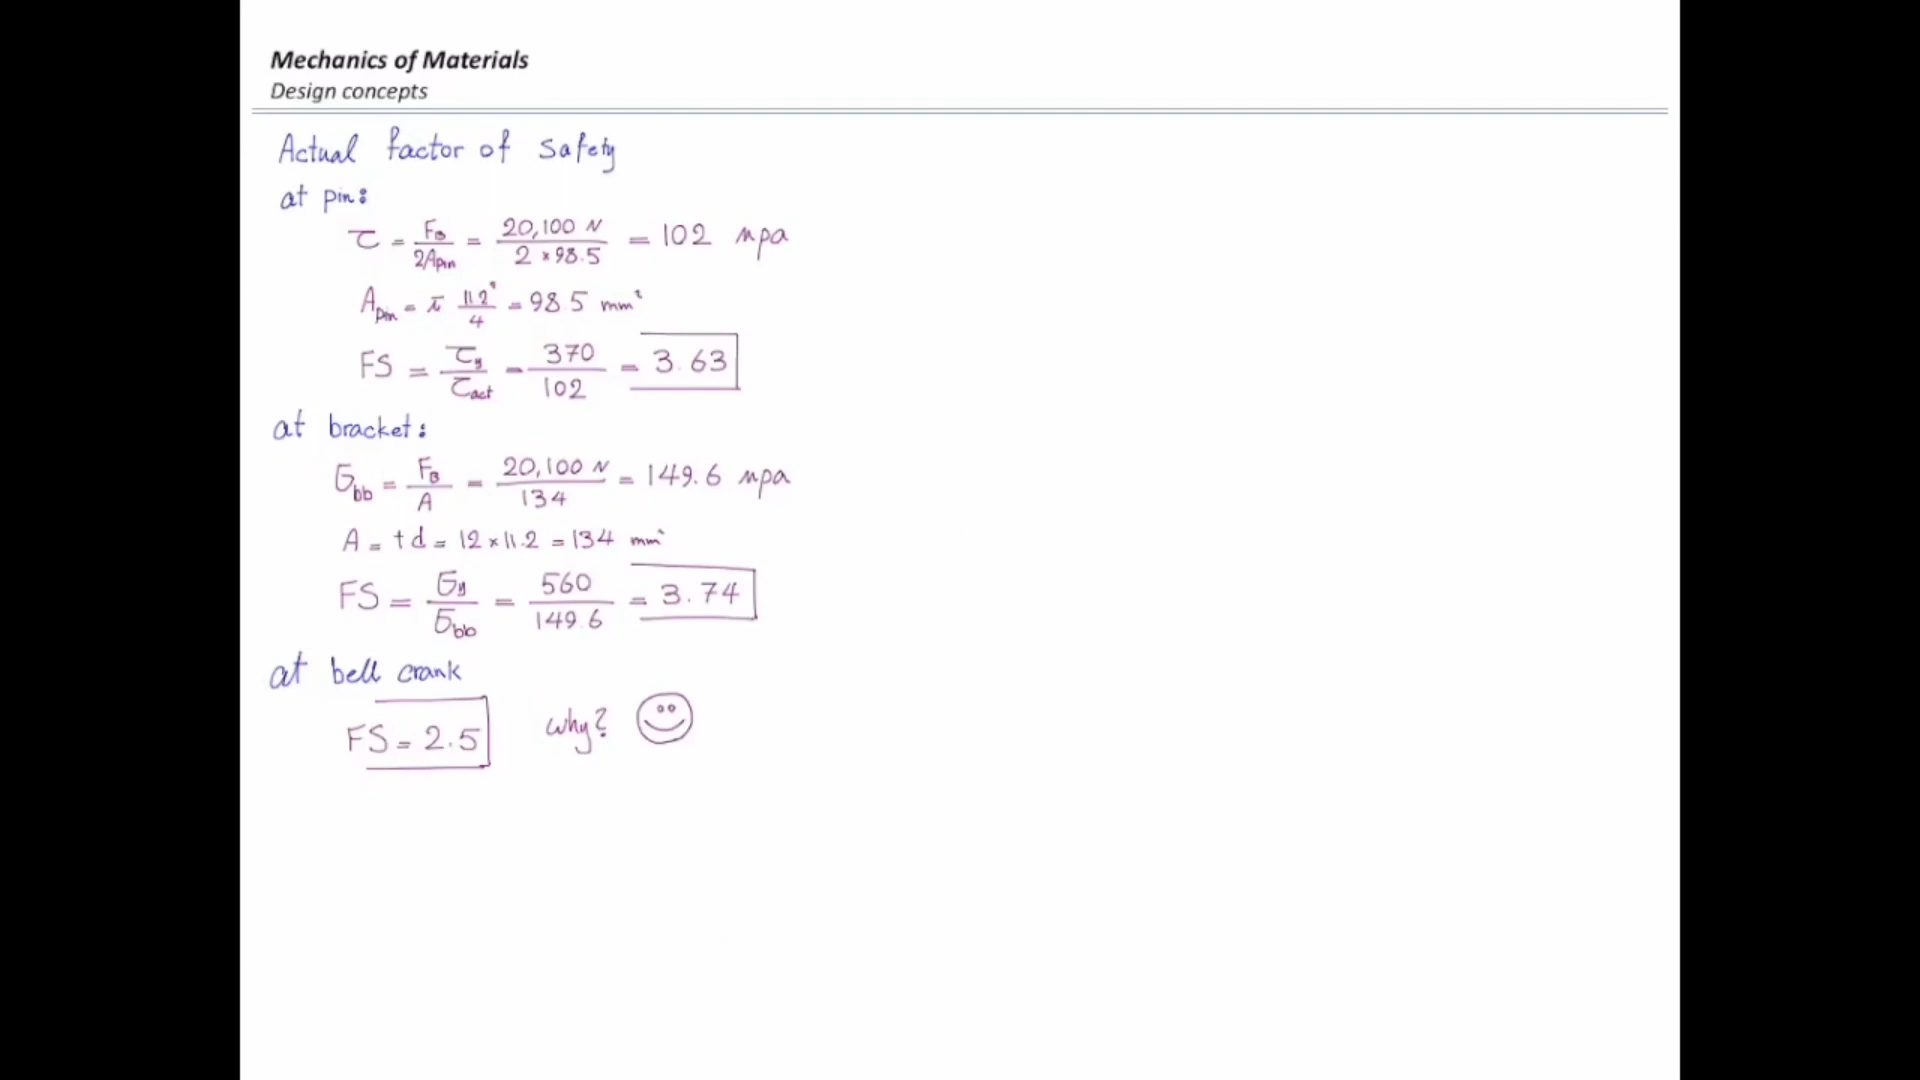 Mechanics of Materials
Design concepts
Actual factor of safety
at pin:
τ = F_B / 2A_pin = 20,100 N / 2 × 98.5 = 102 mpa
A_pin = π 11.2² / 4 = 98.5 mm²
FS = τ_y / τ_act = 370 / 102 = 3.63
at bracket:
σ_bb = F_B / A = 20,100 N / 134 = 149.6 mpa
A = td = 12 × 11.2 = 134 mm²
FS = σ_y / σ_bb = 560 / 149.6 = 3.74
at bell crank
FS = 2.5 why?